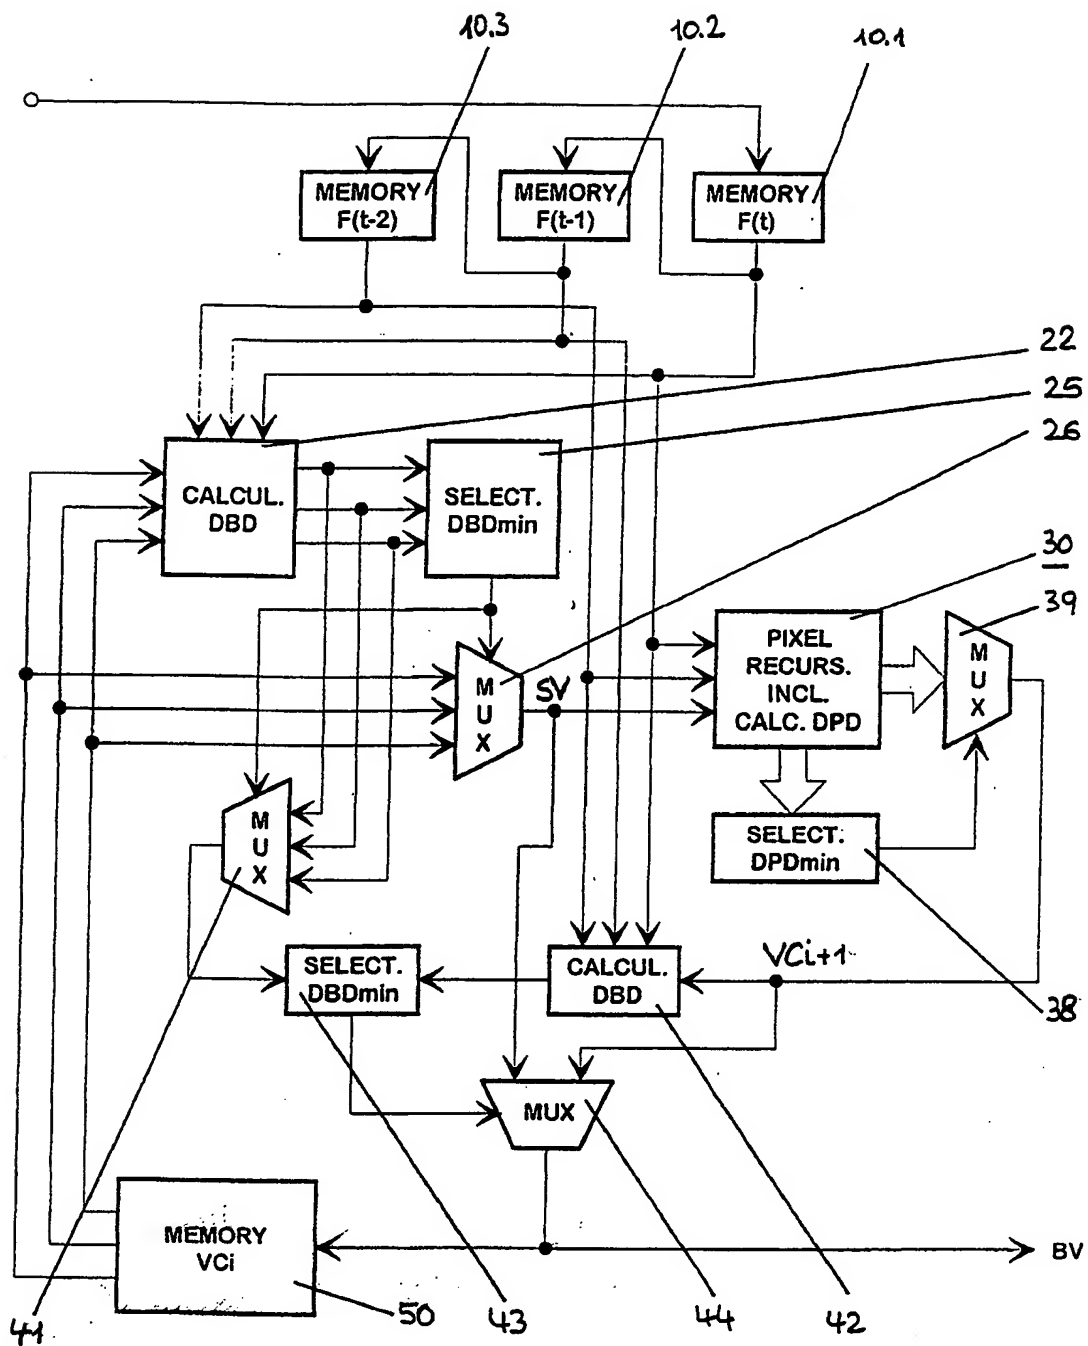 10.3
10.2
10.1
MEMORY
F(t-2)
MEMORY
F(t-1)
MEMORY
F(t)
22
25
26
CALCUL.
DBD
SELECT.
DBDmin
30
39
PIXEL
RECURS.
INCL.
CALC. DPD
M
U
X
M
U
X
SV
M
U
X
SELECT.
DPDmin
SELECT.
DBDmin
CALCUL.
DBD
VCi+1
38
MUX
MEMORY
VCi
BV
41
50
43
44
42